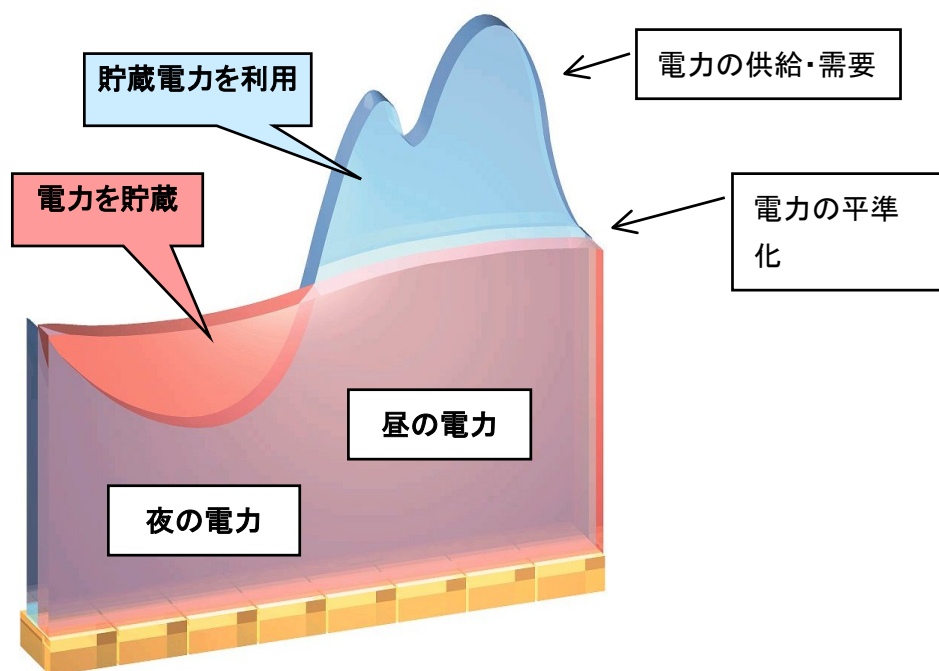 電力の供給・需要
貯蔵電力を利用
電力を貯蔵
電力の平準
化
昼の電力
夜の電力